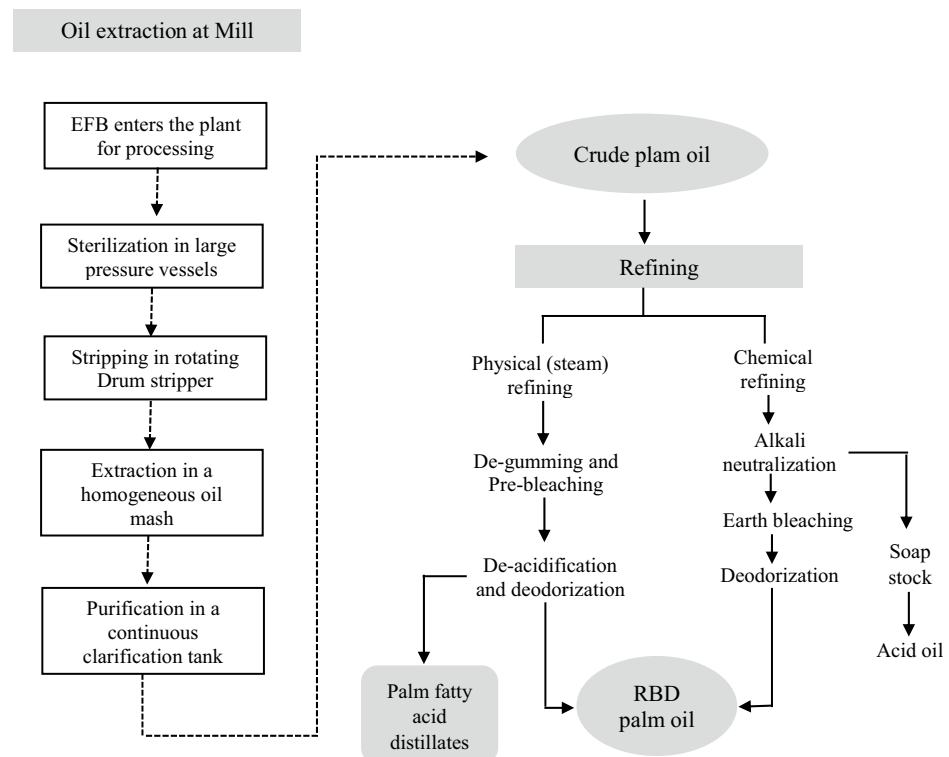 Oil extraction at Mill
EFB enters the plant
for processing
Sterilization in large
pressure vessels
Stripping in rotating
Drum stripper
Extraction in a
homogeneous oil
mash
Purification in a
continuous
clarification tank
Crude plam oil
Refining
Physical (steam)
refining
De-gumming and
Pre-bleaching
De-acidification
and deodorization
Palm fatty
acid
distillates
Chemical
refining
Alkali
neutralization
Earth bleaching
Deodorization
Soap
stock
Acid oil
RBD
palm oil